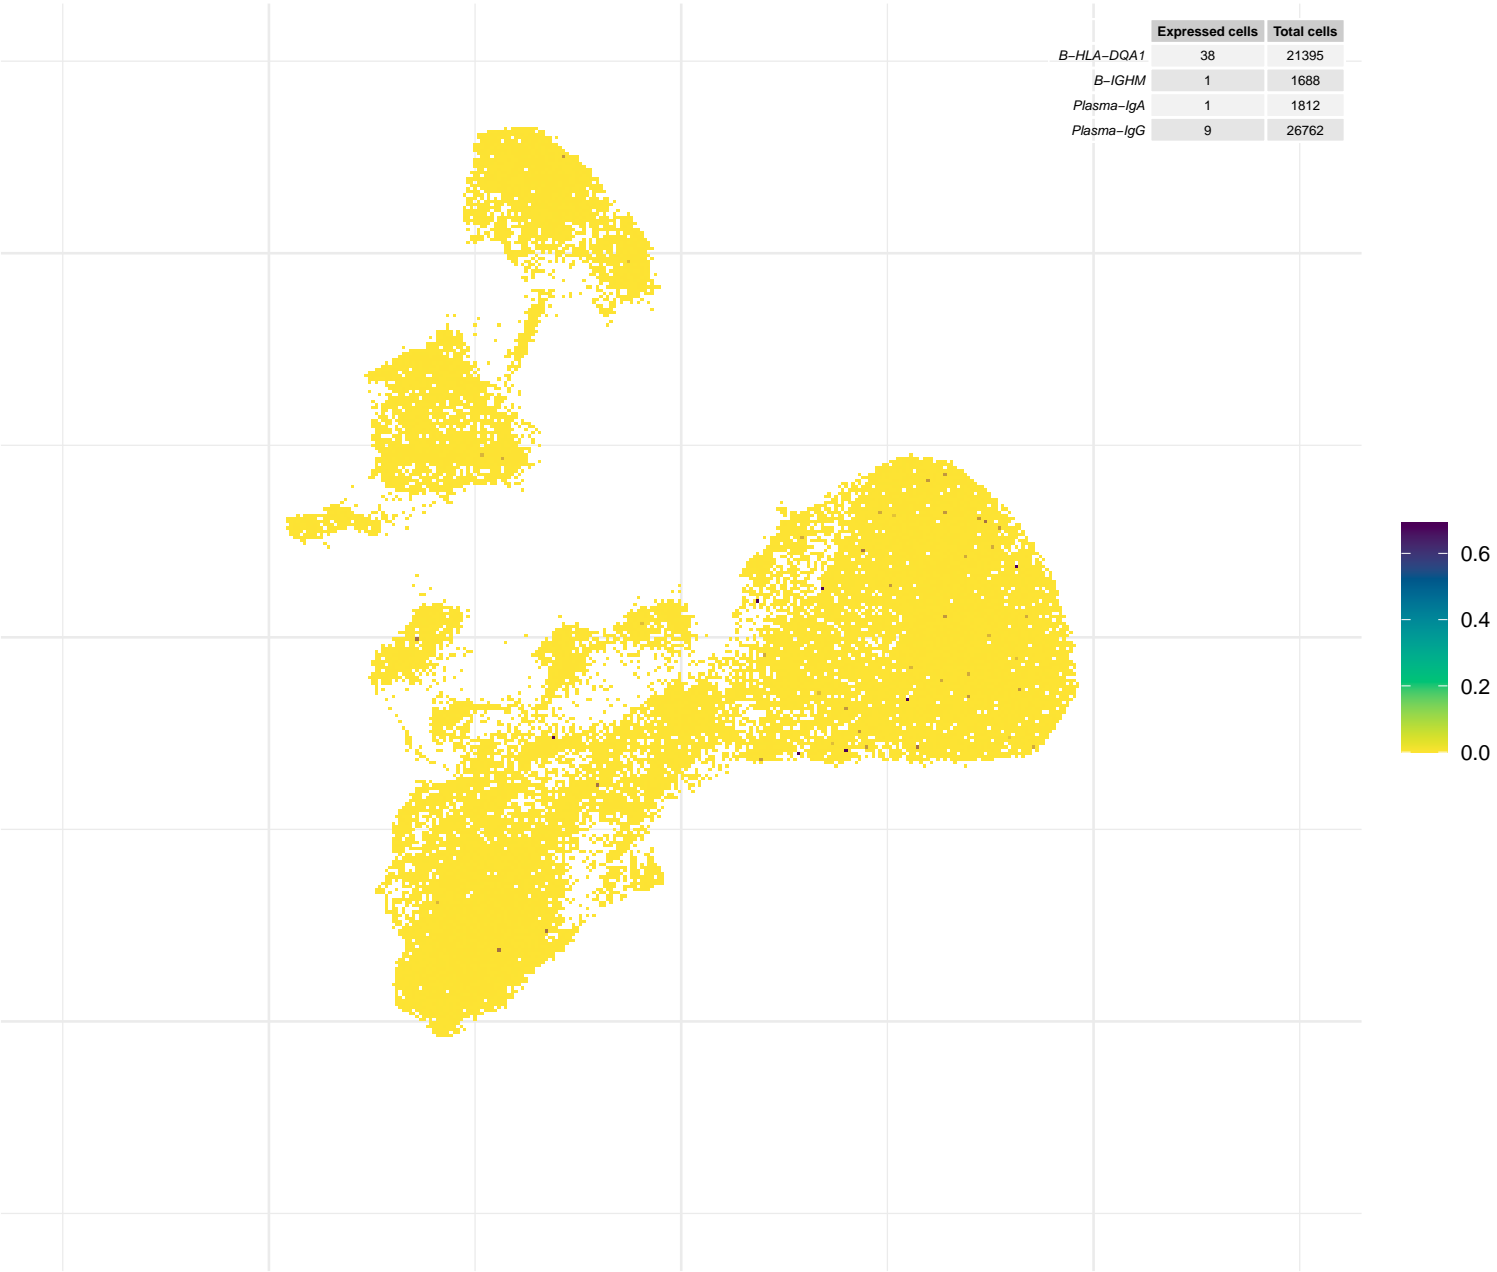 Expressed cells Total cells
B−HLA−DQA1 38 21395
B−IGHM 1 1688
Plasma−IgA 1 1812
Plasma−IgG 9 26762
0.6
0.4
0.2
0.0